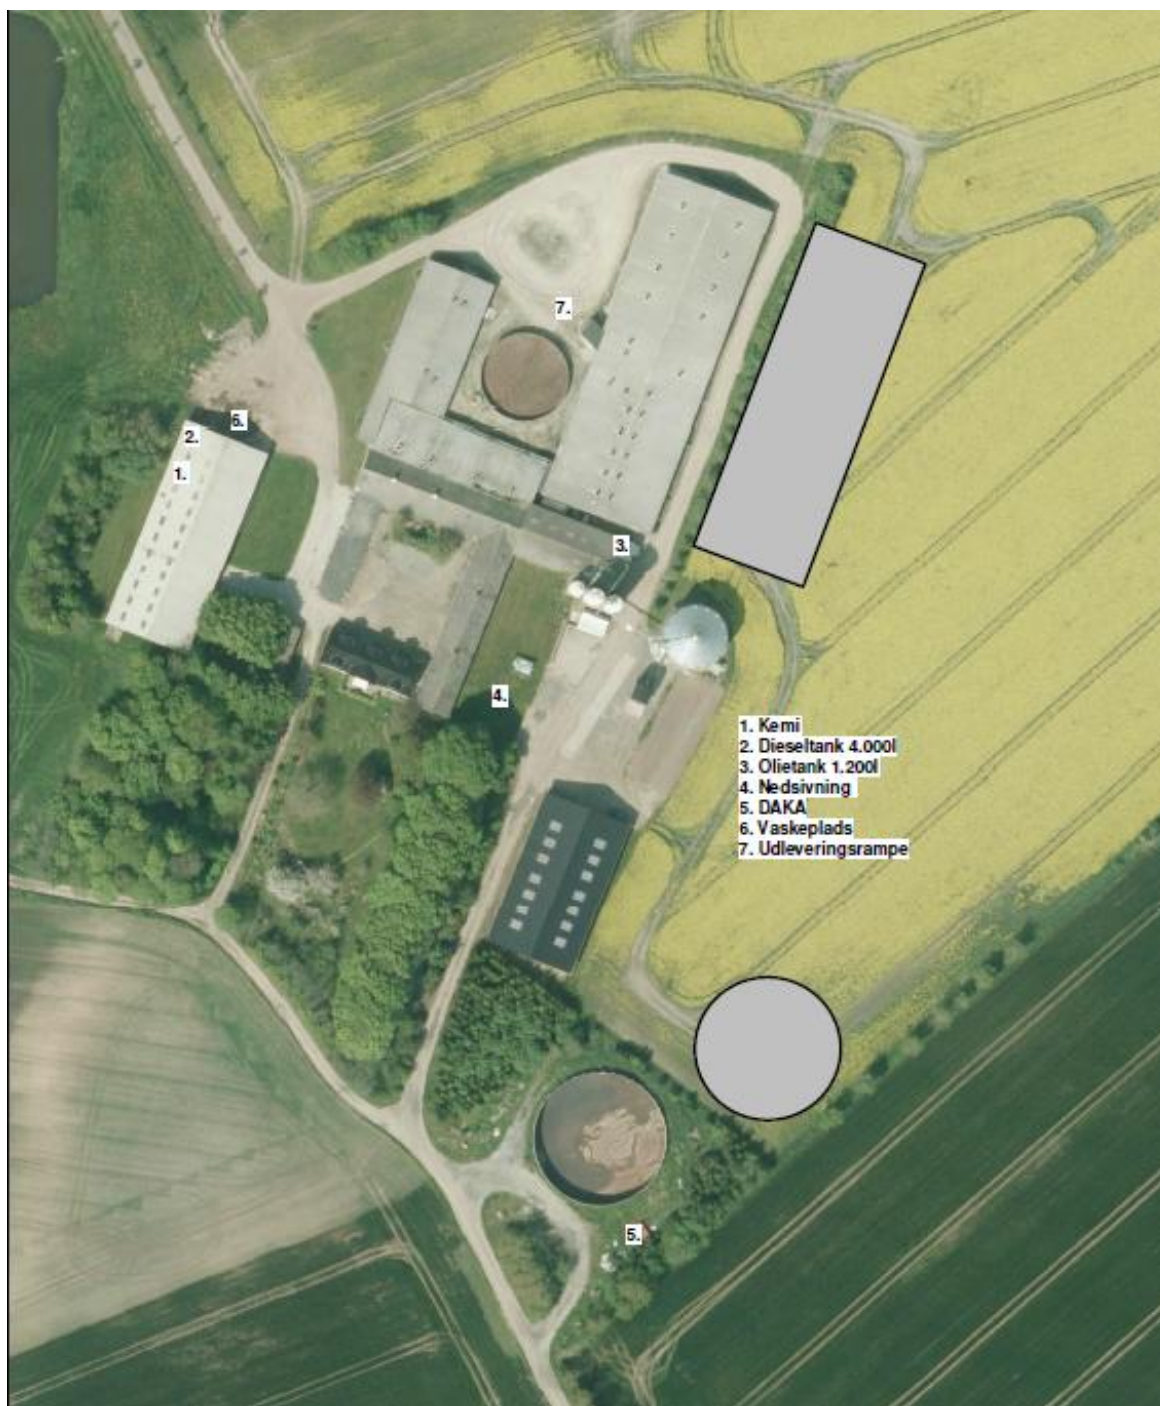 7.
6.
2.
1.
3.
4.
1. Kemi
2. Dieseltank 4.000l
3. Olietank 1.200l
4. Nedsivning
5. DAKA
6. Vaskeplads
7. Udleveringsrampe
5.